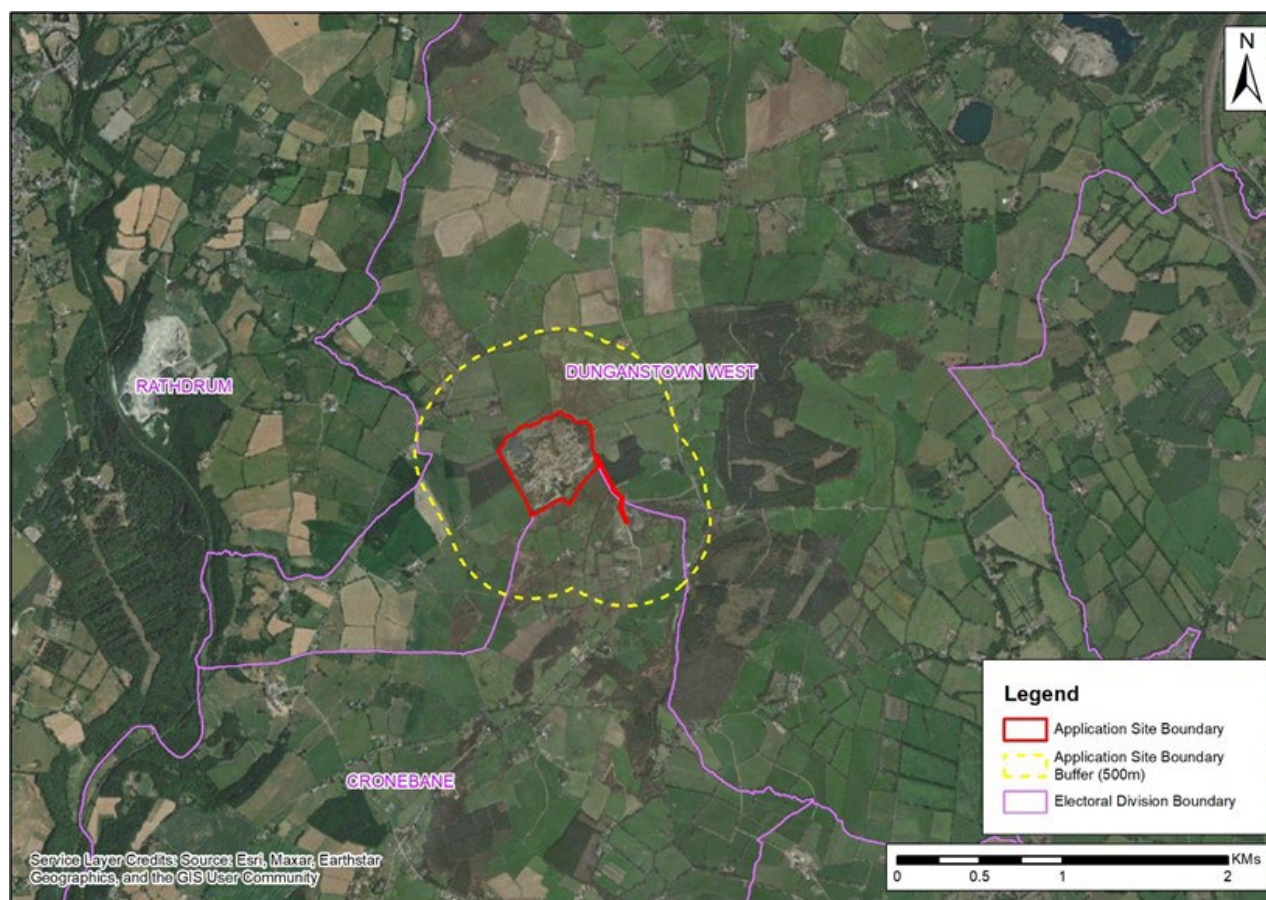 N
DUNGANSTOWN WEST
RATHDRUM
CRONEBANE
Legend
Application Site Boundary
Application Site Boundary
Buffer (500m)
Electoral Division Boundary
Service Layer Credits: Source: Esri, Maxar, Earthstar
Geographics, and the GIS User Community
KMs
0 0.5 1 2